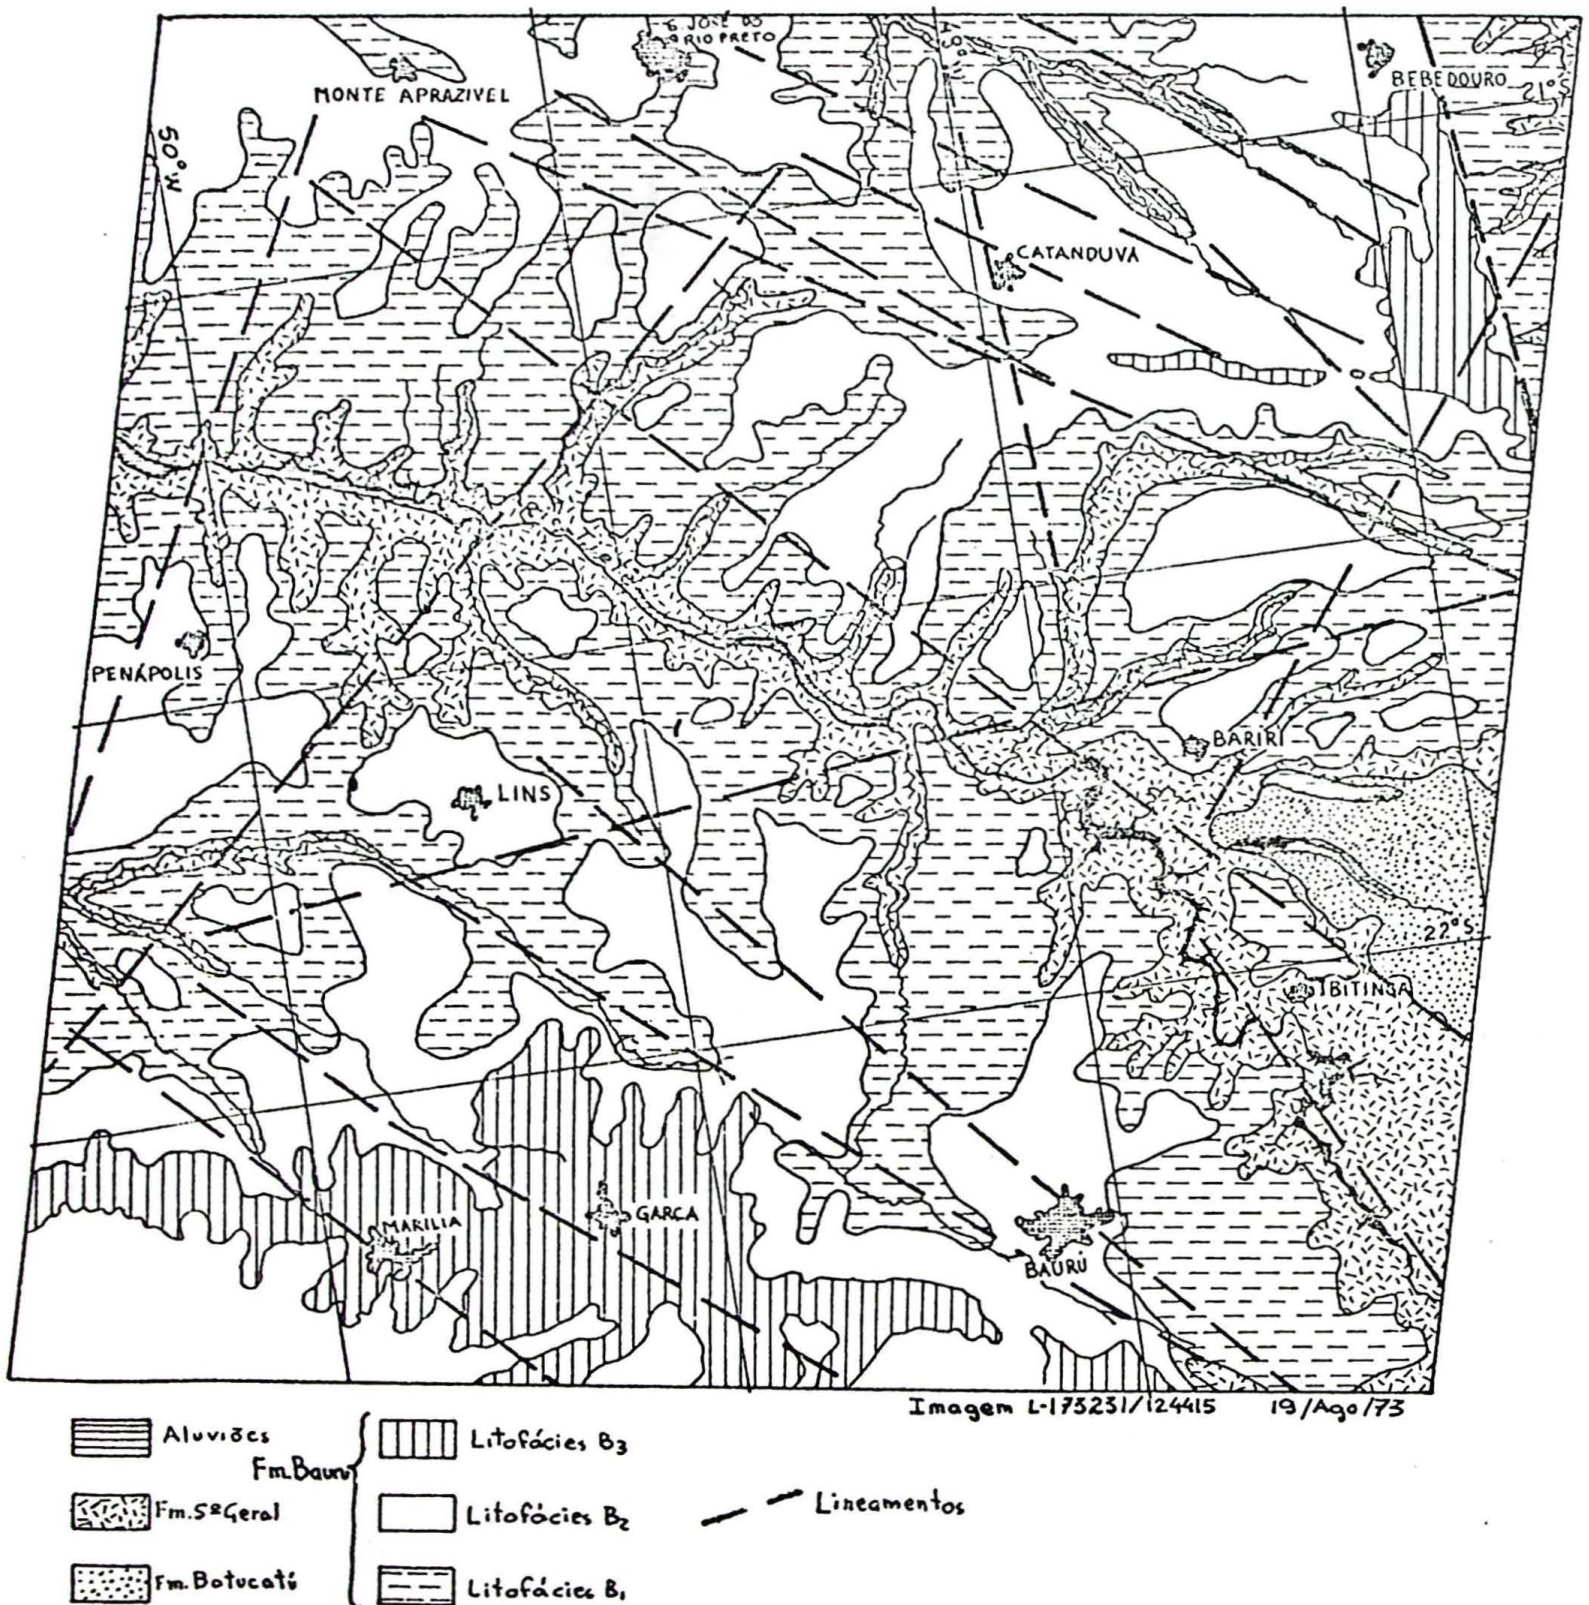 S. JOSÉ DO
RIO PRETO
MONTE APRAZIVEL
BEBEDOURO
21°S
50°W
CATANDUVA
PENÁPOLIS
BARIRI
LINS
22°S
IBITINGA
MARILIA
GARÇA
BAURÚ
Imagem L-173231/124415 19/Ago/73
Aluviões
Fm. Bauru
Litofácies B3
Fm. Sª Geral
Litofácies B2
Lineamentos
Fm. Botucatú
Litofácies B1